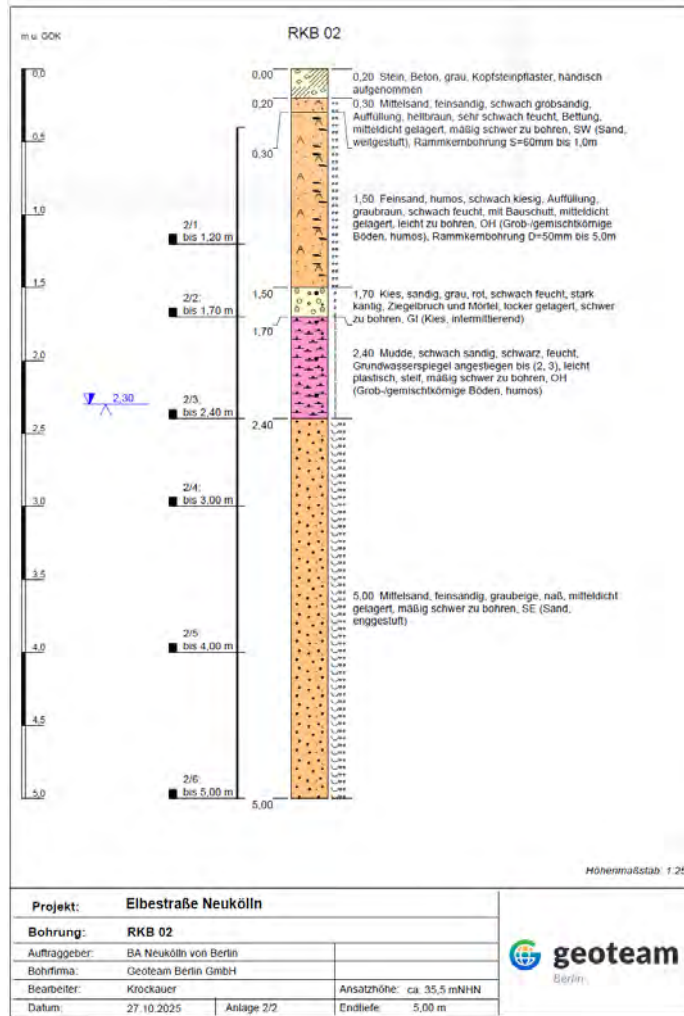 m u. GOK
RKB 02
0,0
0,5
1,0
1,5
2,0
2,5
3,0
3,5
4,0
4,5
5,0
2,30
2/1:
bis 1,20 m
2/2:
bis 1,70 m
2/3:
bis 2,40 m
2/4:
bis 3,00 m
2/5:
bis 4,00 m
2/6:
bis 5,00 m
0,00
0,20
0,30
1,50
1,70
2,40
5,00
0,20 Stein, Beton, grau, Kopfsteinpflaster, händisch
aufgenommen
0,30 Mittelsand, feinsandig, schwach grobsandig,
Auffüllung, hellbraun, sehr schwach feucht, Bettung,
mitteldicht gelagert, mäßig schwer zu bohren, SW (Sand,
weitgestuft), Rammkernbohrung S=60mm bis 1,0m
1,50 Feinsand, humos, schwach kiesig, Auffüllung,
graubraun, schwach feucht, mit Bauschutt, mitteldicht
gelagert, leicht zu bohren, OH (Grob-/gemischtkörnige
Böden, humos), Rammkernbohrung D=50mm bis 5,0m
1,70 Kies, sandig, grau, rot, schwach feucht, stark
kantig, Ziegelbruch und Mörtel, locker gelagert, schwer
zu bohren, GI (Kies, intermittierend)
2,40 Mudde, schwach sandig, schwarz, feucht,
Grundwasserspiegel angestiegen bis (2, 3), leicht
plastisch, steif, mäßig schwer zu bohren, OH
(Grob-/gemischtkörnige Böden, humos)
5,00 Mittelsand, feinsandig, graubeige, naß, mitteldicht
gelagert, mäßig schwer zu bohren, SE (Sand,
enggestuft)
Höhenmaßstab: 1:25
Projekt: Elbestraße Neukölln
Bohrung: RKB 02
Auftraggeber: BA Neukölln von Berlin
Bohrfirma: Geoteam Berlin GmbH
Bearbeiter: Krockauer Ansatzhöhe: ca. 35,5 mNHN
Datum: 27.10.2025 Anlage 2/2 Endtiefe: 5,00 m
geoteam
Berlin